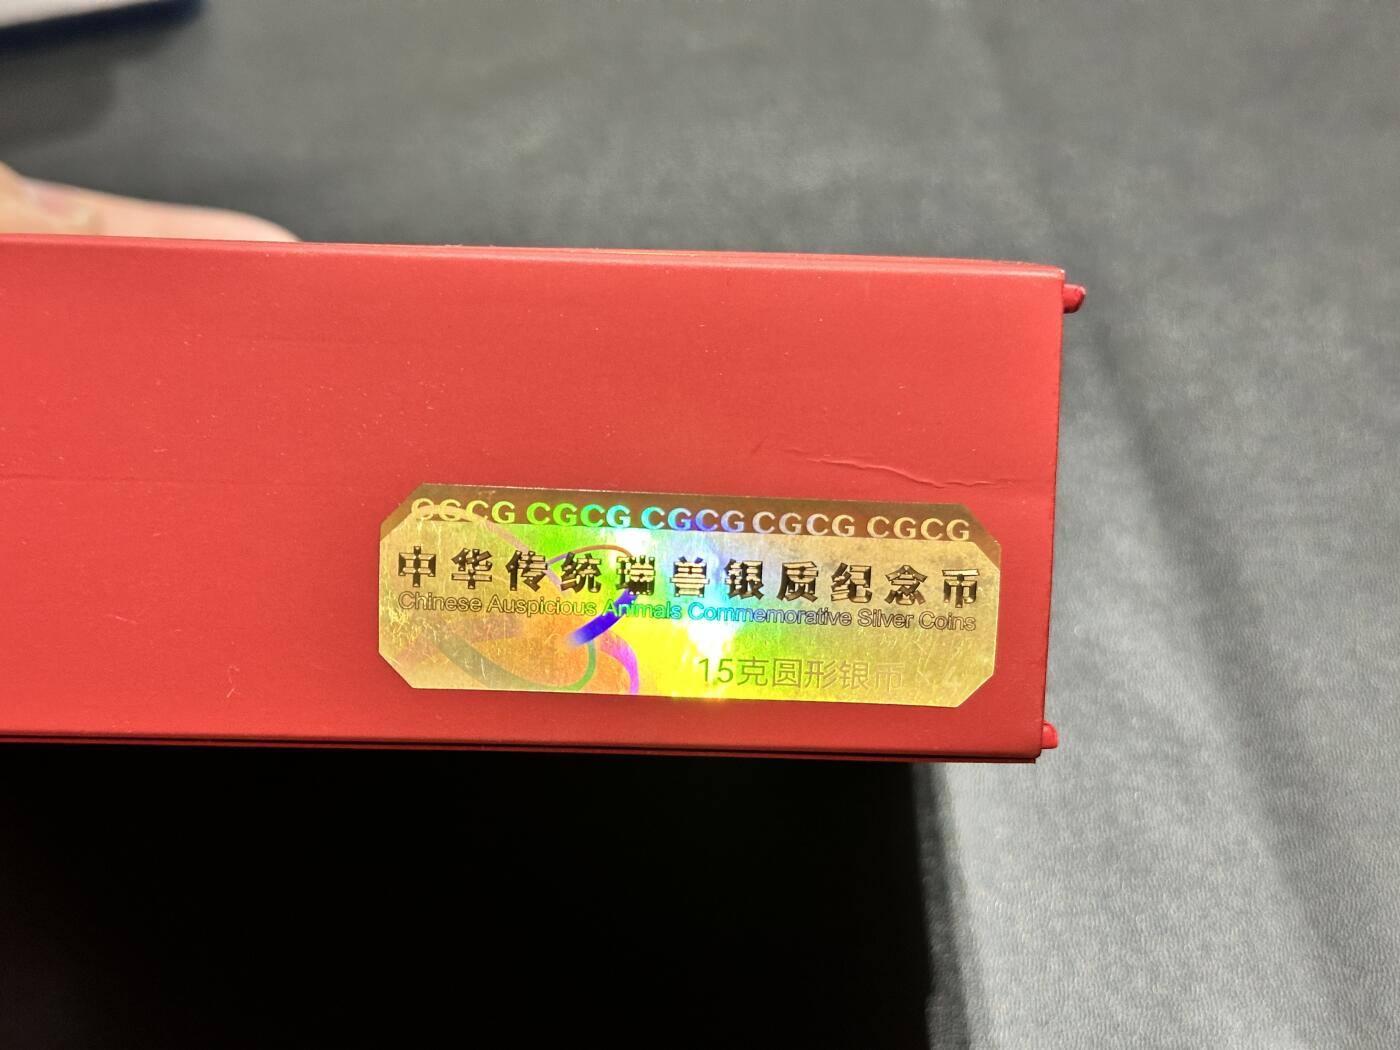 CGCG CGCG CGCG CGCG CGCG
中华传统瑞兽银质纪念币
Chinese Auspicious Animals Commemorative Silver Coins
15克圆形银币